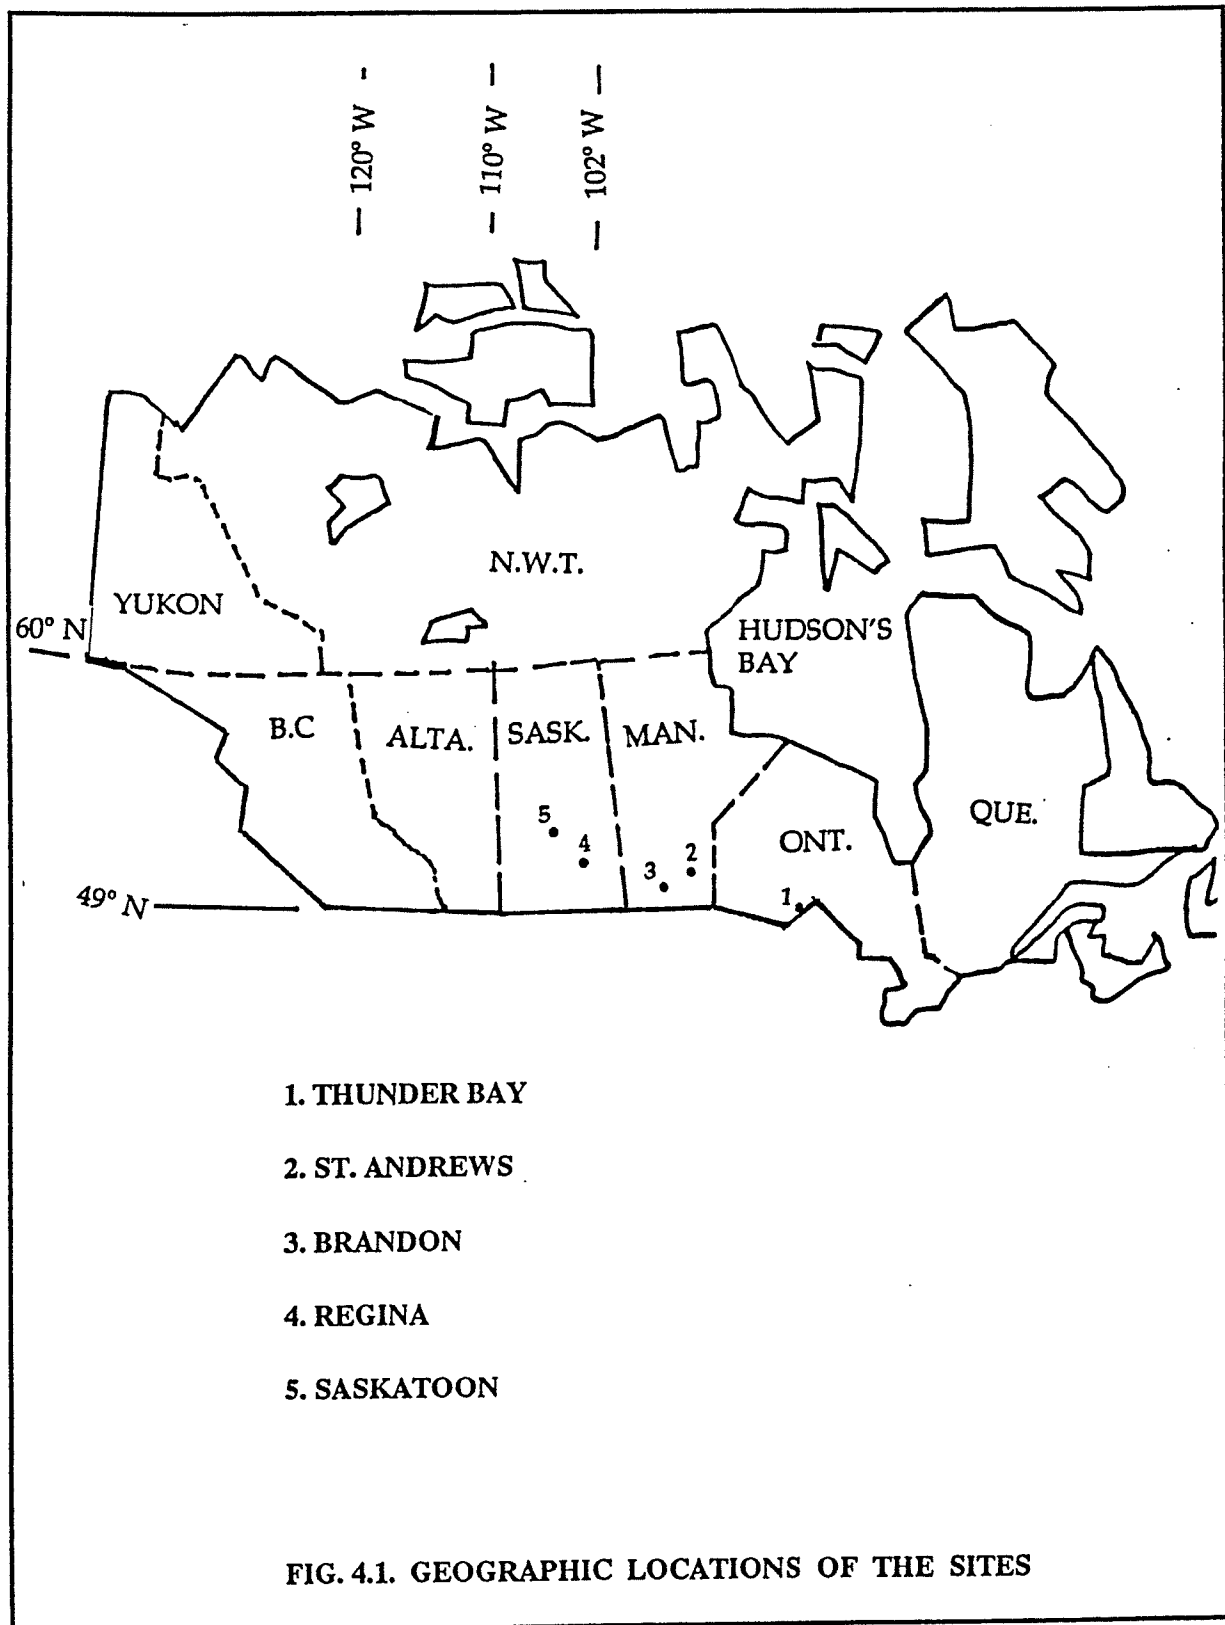 120° W
110° W
102° W
N.W.T.
YUKON
60° N
HUDSON'S
BAY
B.C
ALTA.
SASK.
MAN.
QUE.
ONT.
5
4
3
2
1
49° N
1. THUNDER BAY
2. ST. ANDREWS
3. BRANDON
4. REGINA
5. SASKATOON
FIG. 4.1. GEOGRAPHIC LOCATIONS OF THE SITES